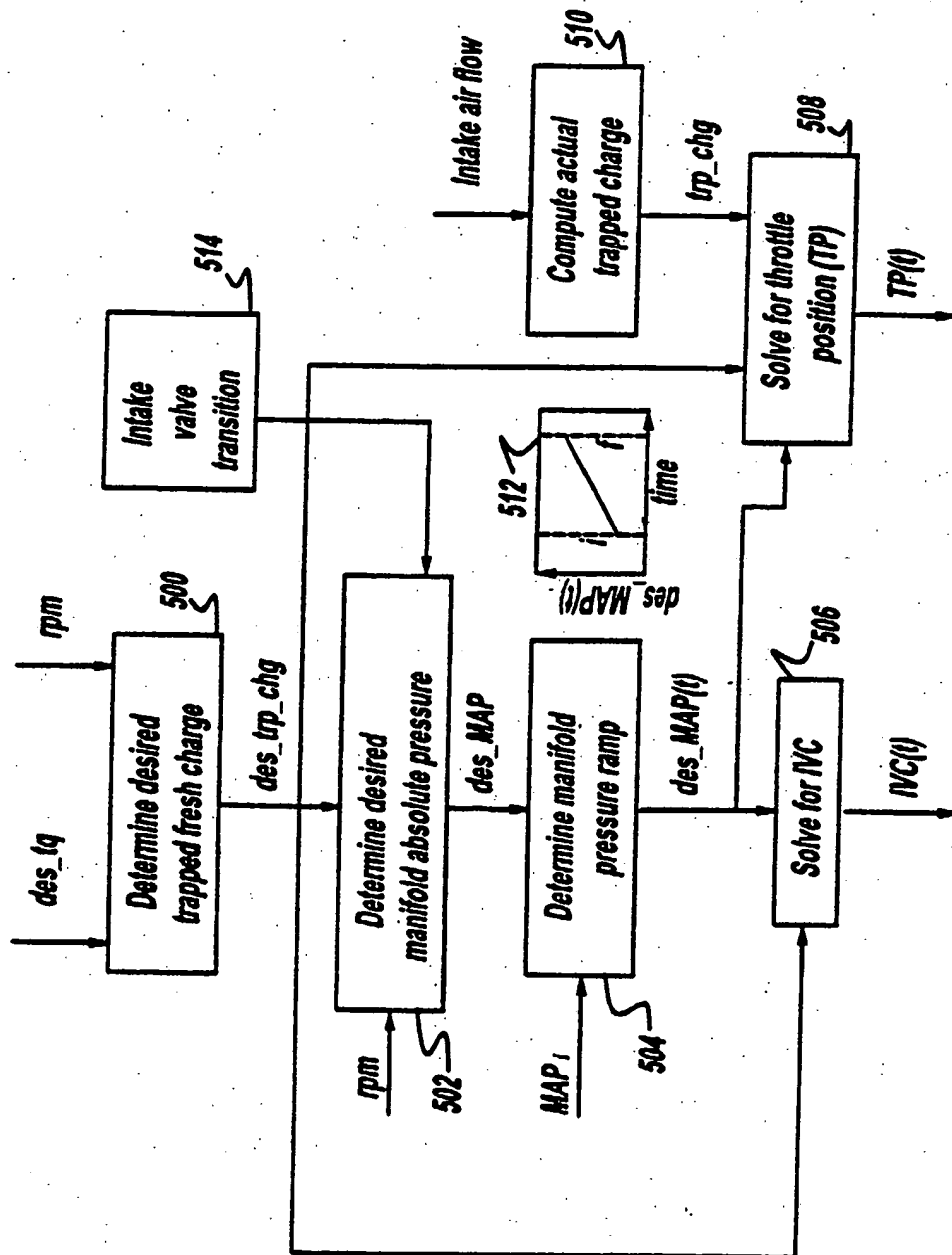 des_tq
rpm
500
Determine desired
trapped fresh charge
514
Intake
valve
transition
des_trp_chg
rpm
502
Determine desired
manifold absolute pressure
Intake air flow
510
Compute actual
trapped charge
des_MAP
512
des_MAP(t)
i
f
time
trp_chg
MAP i
504
Determine manifold
pressure ramp
508
Solve for throttle
position (TP)
des_MAP(t)
506
Solve for IVC
IVC(t)
TP(t)